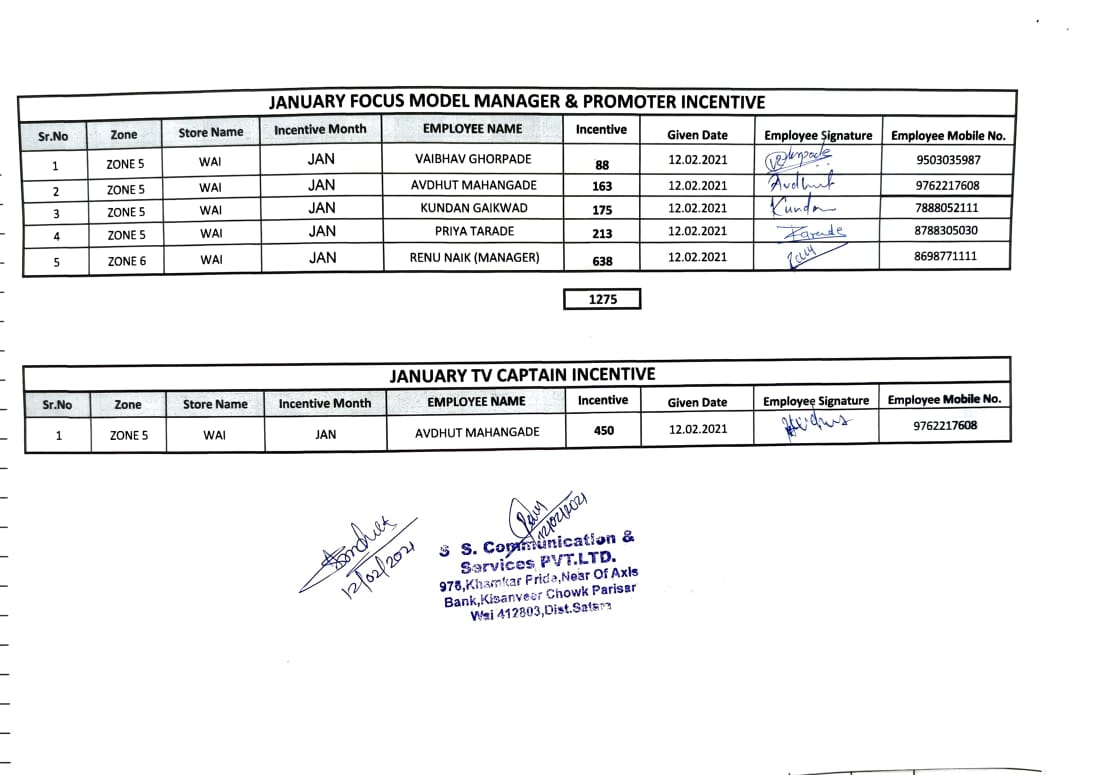 JANUARY FOCUS MODEL MANAGER & PROMOTER INCENTIVE
Sr.No Zone Store Name Incentive Month EMPLOYEE NAME Incentive Given Date Employee Signature Employee Mobile No.
1 ZONE 5 WAI JAN VAIBHAV GHORPADE 88 12.02.2021 9503035987
2 ZONE 5 WAI JAN AVDHUT MAHANGADE 163 12.02.2021 Avdhut 9762217608
3 ZONE 5 WAI JAN KUNDAN GAIKWAD 175 12.02.2021 Kundan 7888052111
4 ZONE 5 WAI JAN PRIYA TARADE 213 12.02.2021 Tarade 8788305030
5 ZONE 6 WAI JAN RENU NAIK (MANAGER) 638 12.02.2021 8698771111
1275
JANUARY TV CAPTAIN INCENTIVE
Sr.No Zone Store Name Incentive Month EMPLOYEE NAME Incentive Given Date Employee Signature Employee Mobile No.
1 ZONE 5 WAI JAN AVDHUT MAHANGADE 450 12.02.2021 9762217608
12/02/2021
12/02/2021
S S. Communication &
Services PVT.LTD.
978,Khamkar Pride,Near Of Axis
Bank,Kisanveer Chowk Parisar
Wai 412803,Dist.Satara